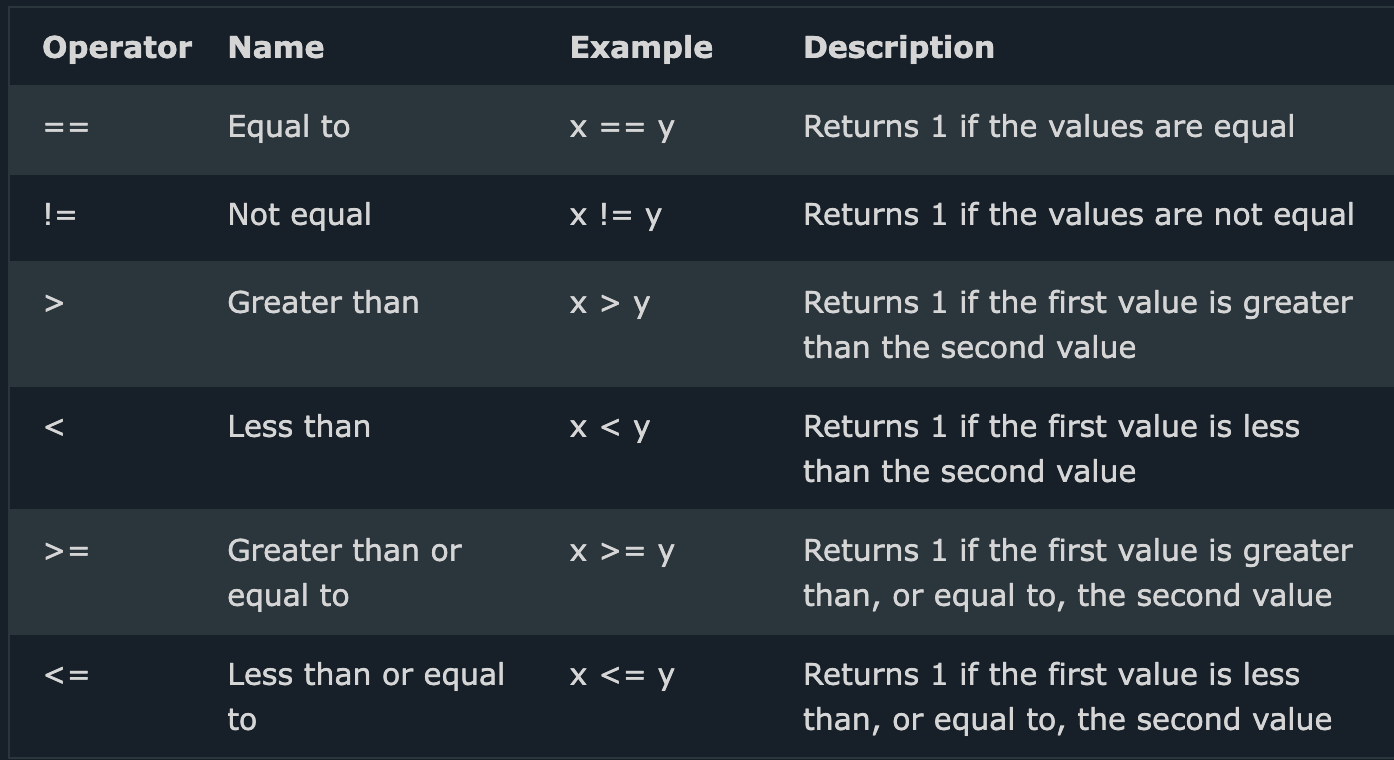 Operator Name Example Description
== Equal to x == y Returns 1 if the values are equal
!= Not equal x != y Returns 1 if the values are not equal
> Greater than x > y Returns 1 if the first value is greater
than the second value
< Less than x < y Returns 1 if the first value is less
than the second value
>= Greater than or x >= y Returns 1 if the first value is greater
equal to than, or equal to, the second value
<= Less than or equal x <= y Returns 1 if the first value is less
to than, or equal to, the second value